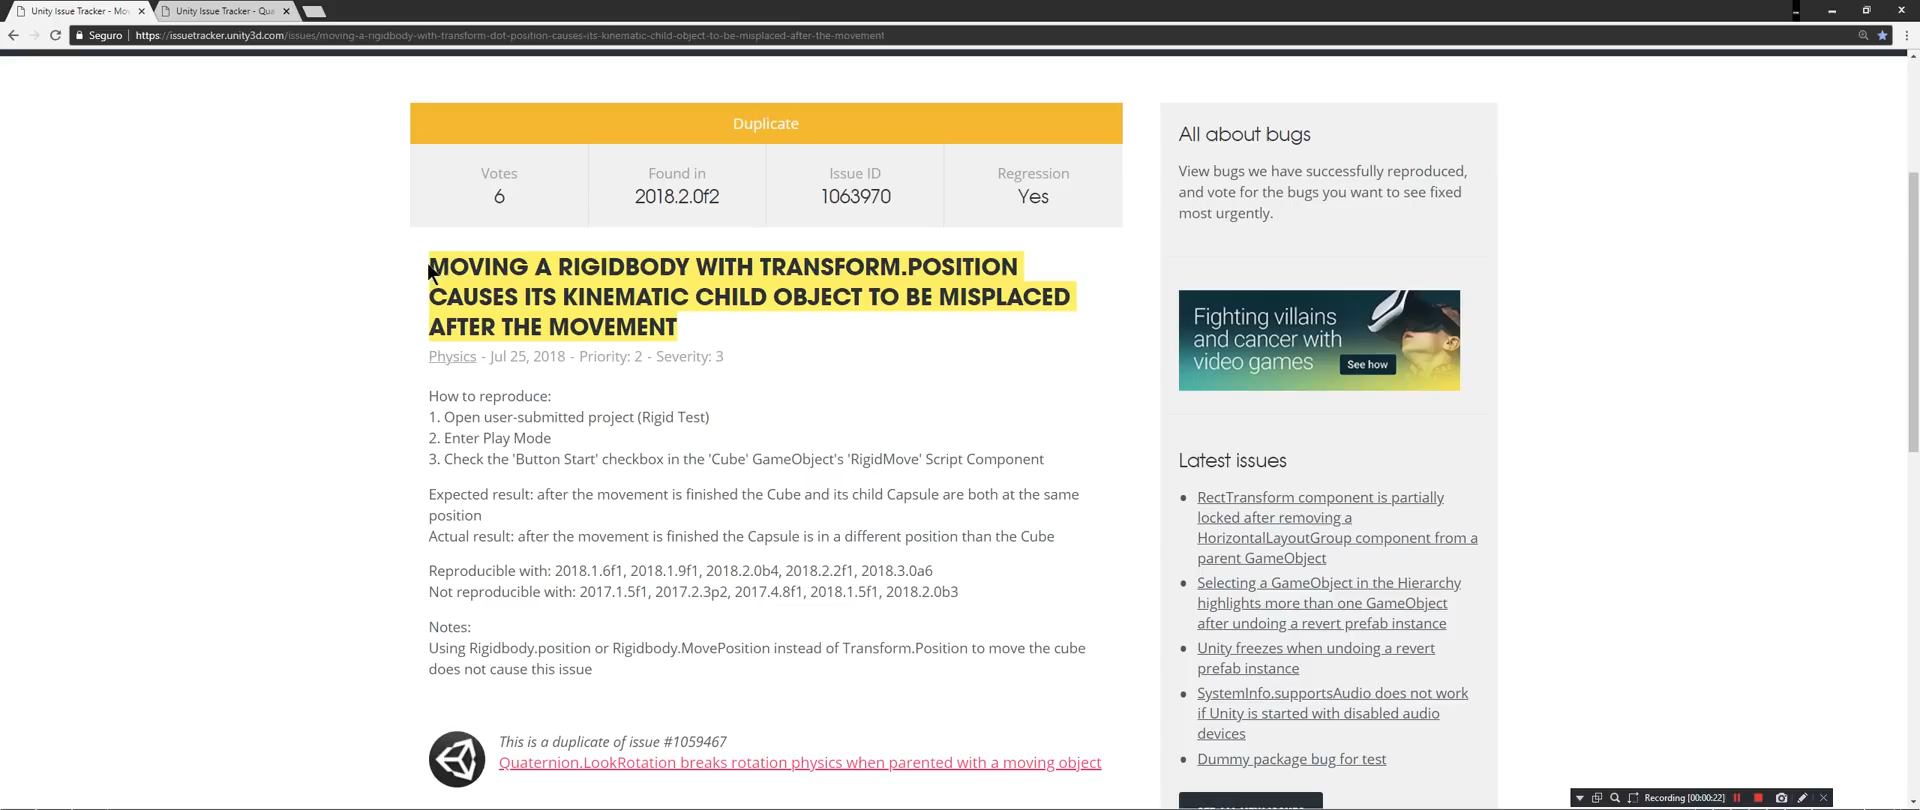 Unity Issue Tracker - Mov
Unity Issue Tracker - Qua
Seguro
https://issuetracker.unity3d.com/issues/moving-a-rigidbody-with-transform-dot-position-causes-its-kinematic-child-object-to-be-misplaced-after-the-movement
Duplicate
Votes
6
Found in
2018.2.0f2
Issue ID
1063970
Regression
Yes
MOVING A RIGIDBODY WITH TRANSFORM.POSITION
CAUSES ITS KINEMATIC CHILD OBJECT TO BE MISPLACED
AFTER THE MOVEMENT
Physics - Jul 25, 2018 - Priority: 2 - Severity: 3
How to reproduce:
1. Open user-submitted project (Rigid Test)
2. Enter Play Mode
3. Check the 'Button Start' checkbox in the 'Cube' GameObject's 'RigidMove' Script Component
Expected result: after the movement is finished the Cube and its child Capsule are both at the same
position
Actual result: after the movement is finished the Capsule is in a different position than the Cube
Reproducible with: 2018.1.6f1, 2018.1.9f1, 2018.2.0b4, 2018.2.2f1, 2018.3.0a6
Not reproducible with: 2017.1.5f1, 2017.2.3p2, 2017.4.8f1, 2018.1.5f1, 2018.2.0b3
Notes:
Using Rigidbody.position or Rigidbody.MovePosition instead of Transform.Position to move the cube
does not cause this issue
This is a duplicate of issue #1059467
Quaternion.LookRotation breaks rotation physics when parented with a moving object
All about bugs
View bugs we have successfully reproduced,
and vote for the bugs you want to see fixed
most urgently.
Fighting villains
and cancer with
video games
See how
Latest issues
RectTransform component is partially
locked after removing a
HorizontalLayoutGroup component from a
parent GameObject
Selecting a GameObject in the Hierarchy
highlights more than one GameObject
after undoing a revert prefab instance
Unity freezes when undoing a revert
prefab instance
SystemInfo.supportsAudio does not work
if Unity is started with disabled audio
devices
Dummy package bug for test
Recording [00:00:22]